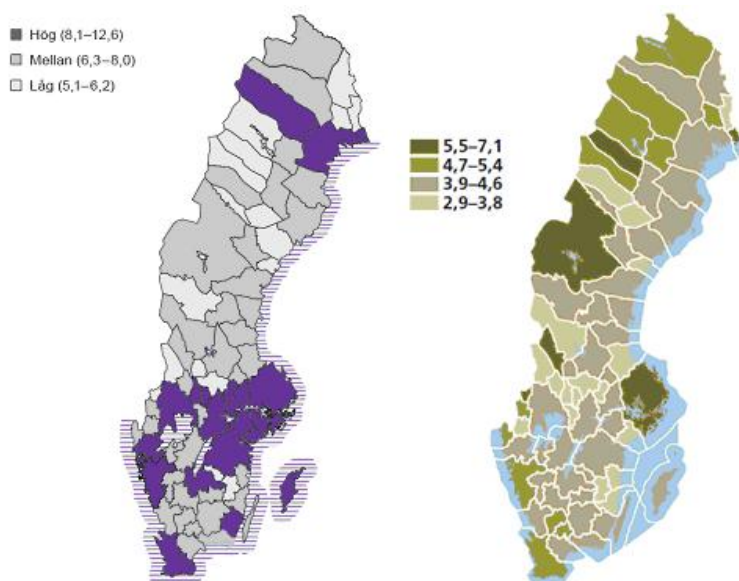 Hög (8,1–12,6)
Mellan (6,3–8,0)
Låg (5,1–6,2)
5,5–7,1
4,7–5,4
3,9–4,6
2,9–3,8